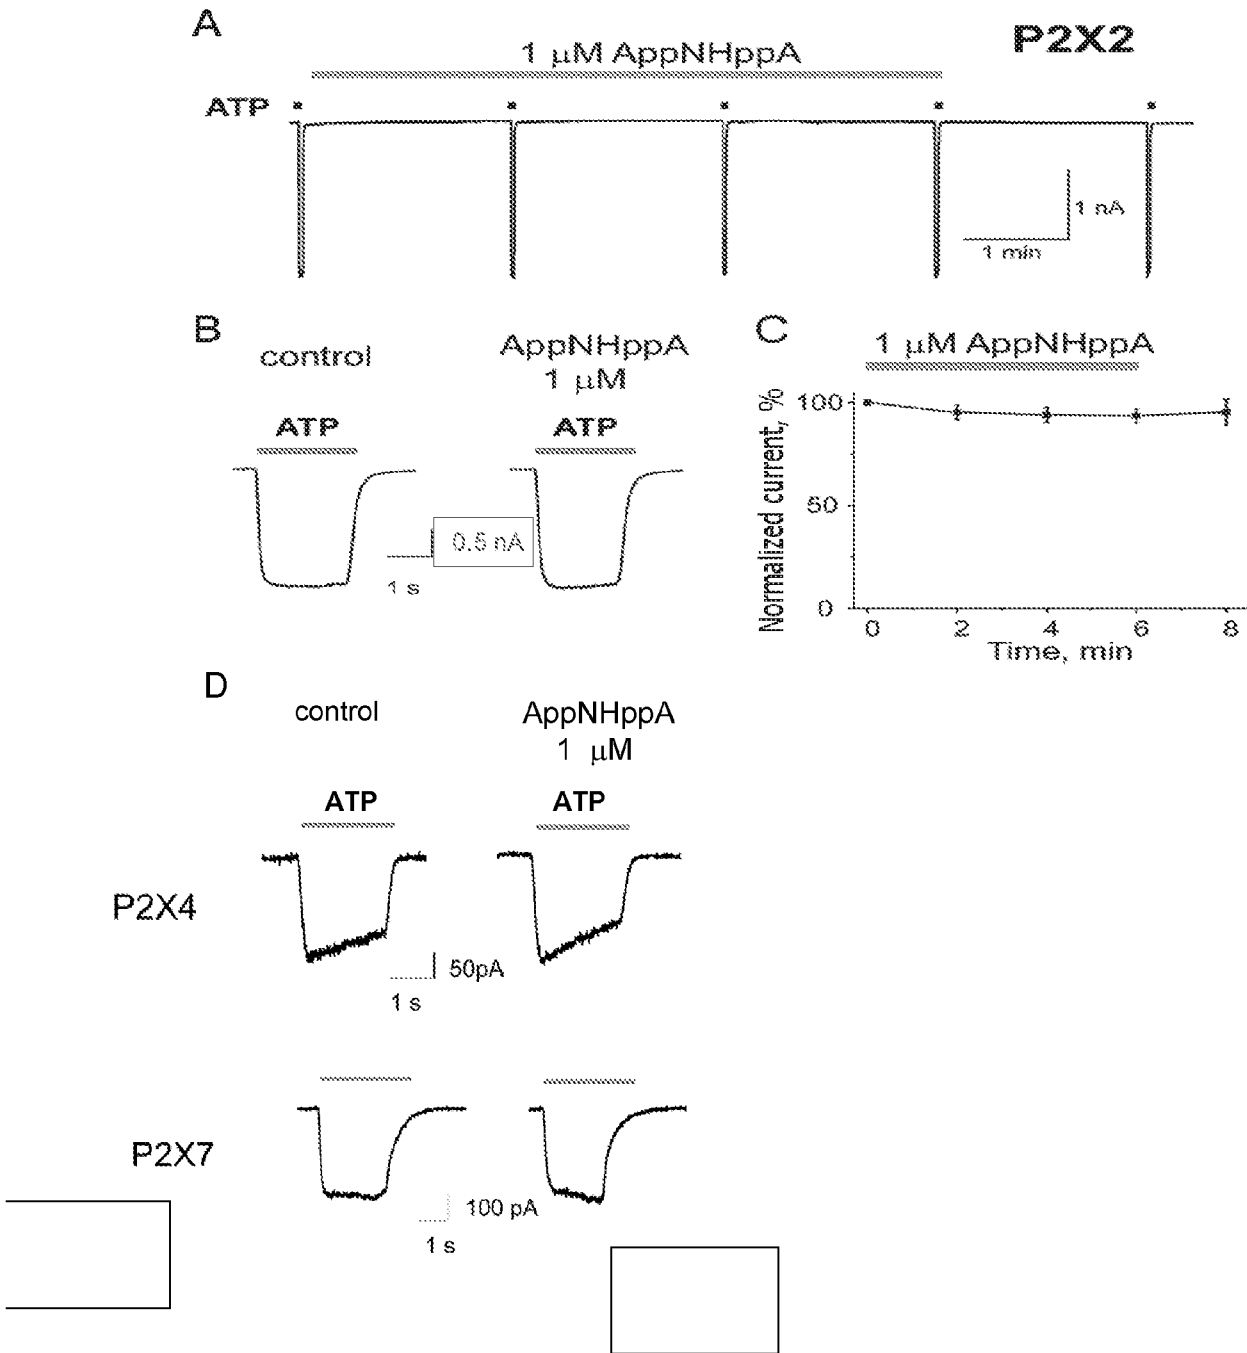 A
P2X2
1 μM AppNHppA
ATP
1 nA
1 min
B
control
AppNHppA
1 μM
ATP
ATP
0.5 nA
1 s
C
1 μM AppNHppA
Normalized current, %
100
50
0
0 2 4 6 8
Time, min
D
control
AppNHppA
1 μM
ATP
ATP
P2X4
50pA
1 s
P2X7
100 pA
1 s